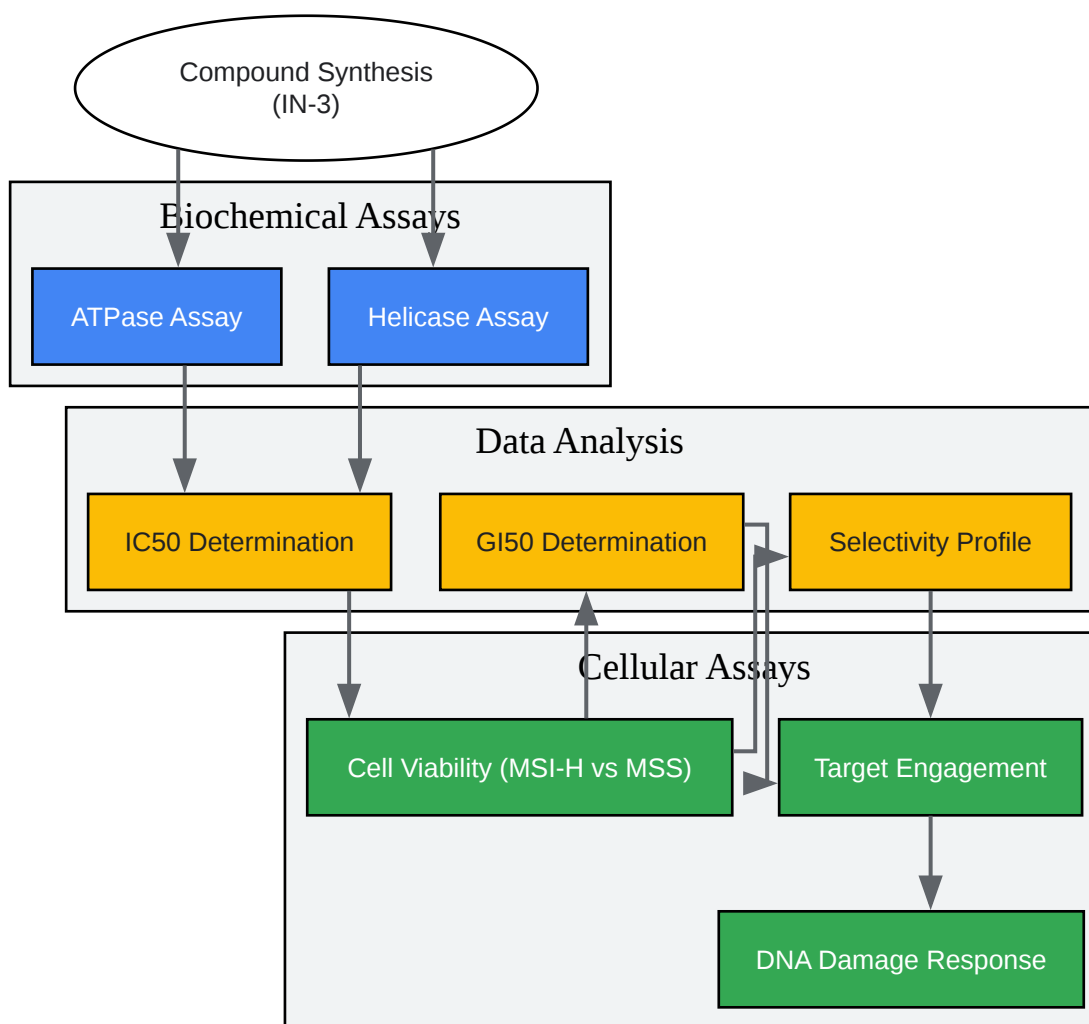 Compound Synthesis
(IN-3)
Biochemical Assays
ATPase Assay
Helicase Assay
Data Analysis
IC50 Determination
GI50 Determination
Selectivity Profile
Cellular Assays
Cell Viability (MSI-H vs MSS)
Target Engagement
DNA Damage Response